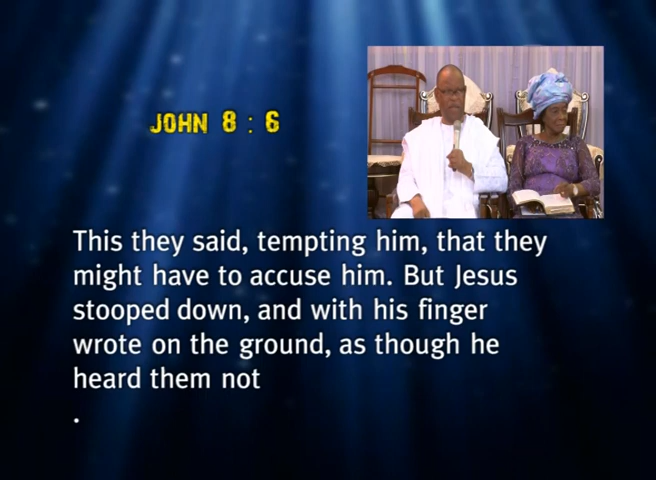 JOHN 8 : 6
This they said, tempting him, that they
might have to accuse him. But Jesus
stooped down, and with his finger
wrote on the ground, as though he
heard them not
.